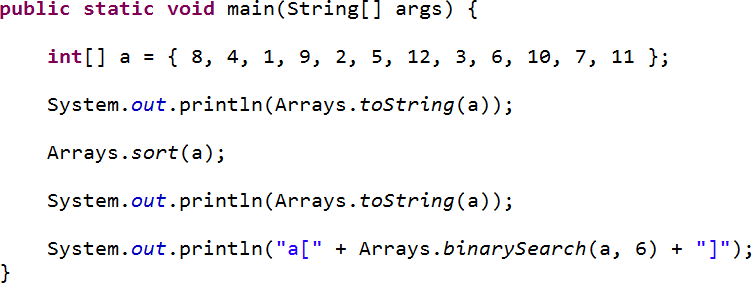 public static void main(String[] args) {
int[] a = { 8, 4, 1, 9, 2, 5, 12, 3, 6, 10, 7, 11 };
System.out.println(Arrays.toString(a));
Arrays.sort(a);
System.out.println(Arrays.toString(a));
System.out.println("a[" + Arrays.binarySearch(a, 6) + "]");
}